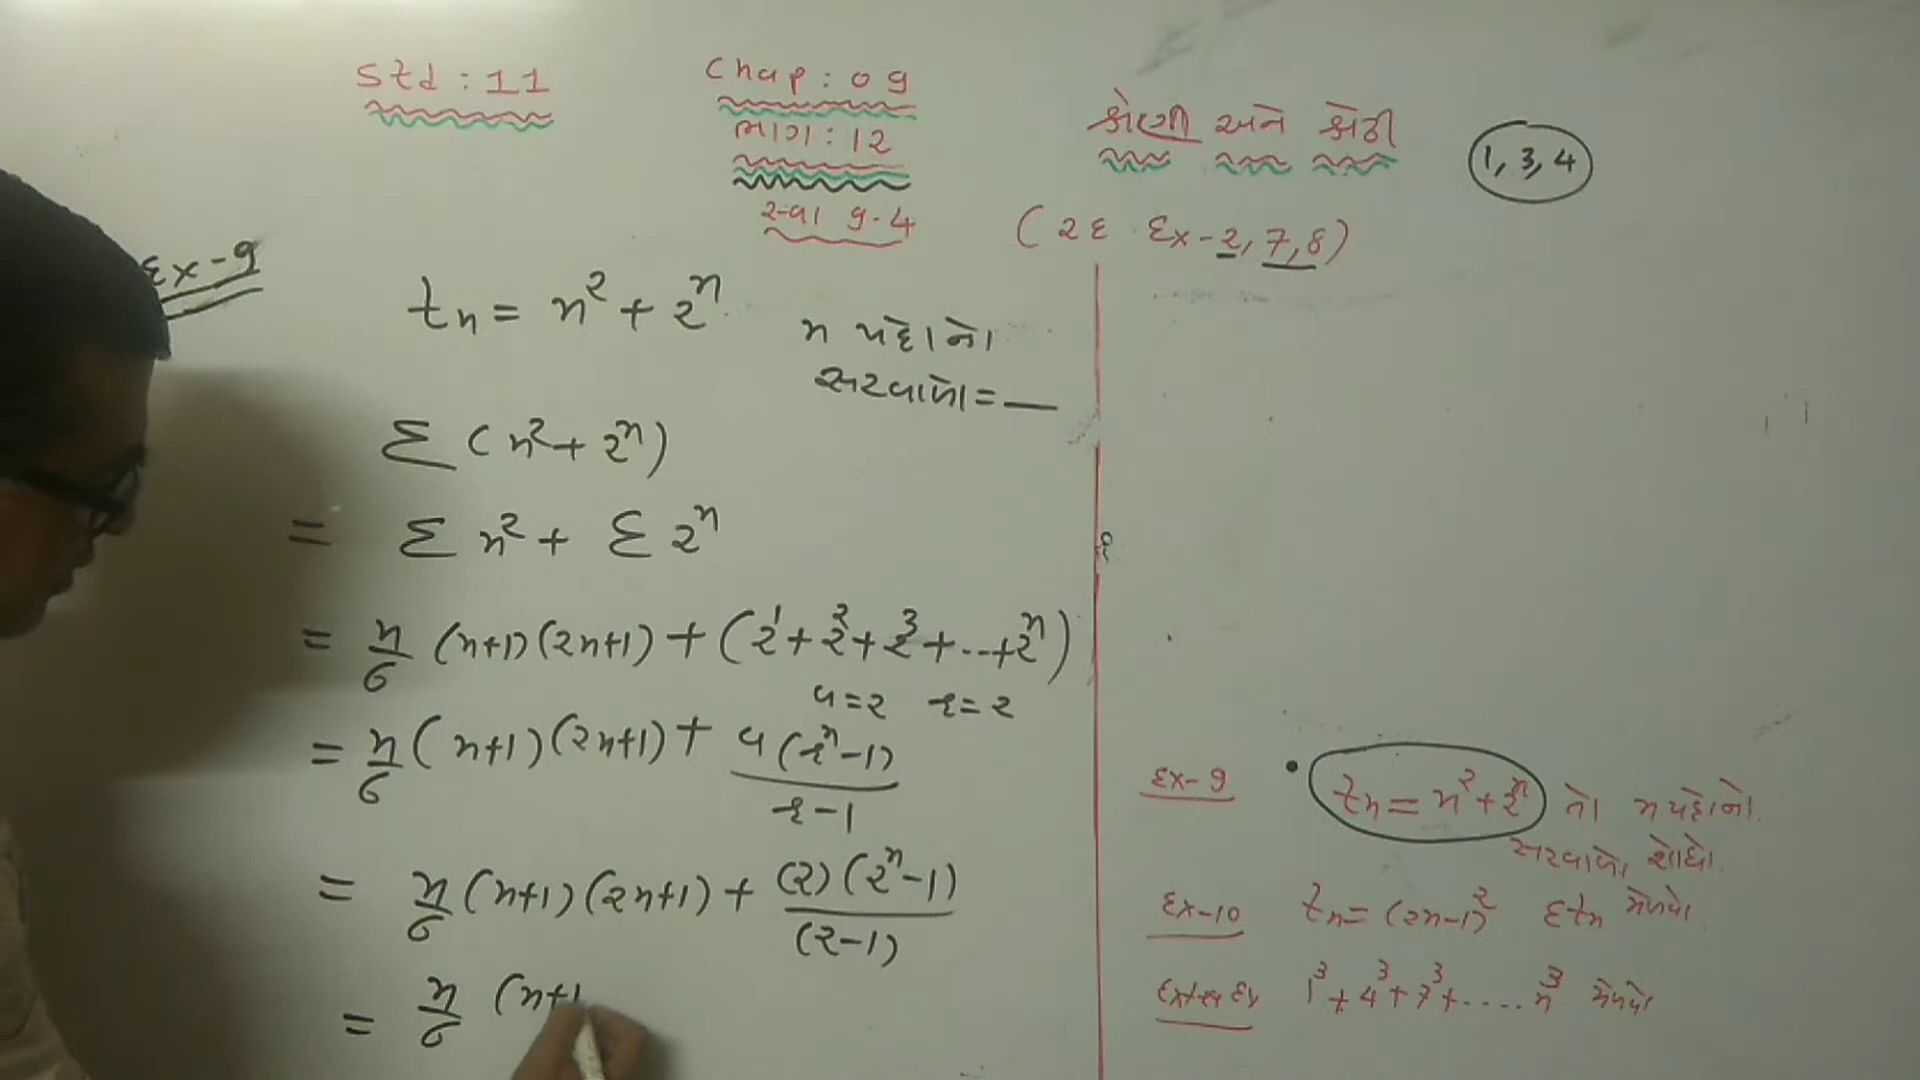 Std : 11
Chap : 09
ભાગ : 12
સ્વા 9.4
શ્રેણી અને શ્રેઢી
1, 3, 4
(રદ Ex-2, 7, 8)
Ex-9
tn = n² + 2ⁿ
n પદોનો
સરવાળો = —
Σ (n² + 2ⁿ)
= Σ n² + Σ 2ⁿ
= n/6 (n+1)(2n+1) + (2¹ + 2² + 2³ + ... + 2ⁿ)
a = 2 r = 2
= n/6 (n+1)(2n+1) + a(rⁿ-1)/r-1
= n/6 (n+1)(2n+1) + (2)(2ⁿ-1)/(2-1)
= n/6 (n+1
Ex-9 • tn = n² + 2ⁿ તો n પદોનો
સરવાળો શોધો.
Ex-10 tn = (2n-1)² Σtn મેળવો
Extra Ex 1³ + 4³ + 7³ + .... n³ મેળવો